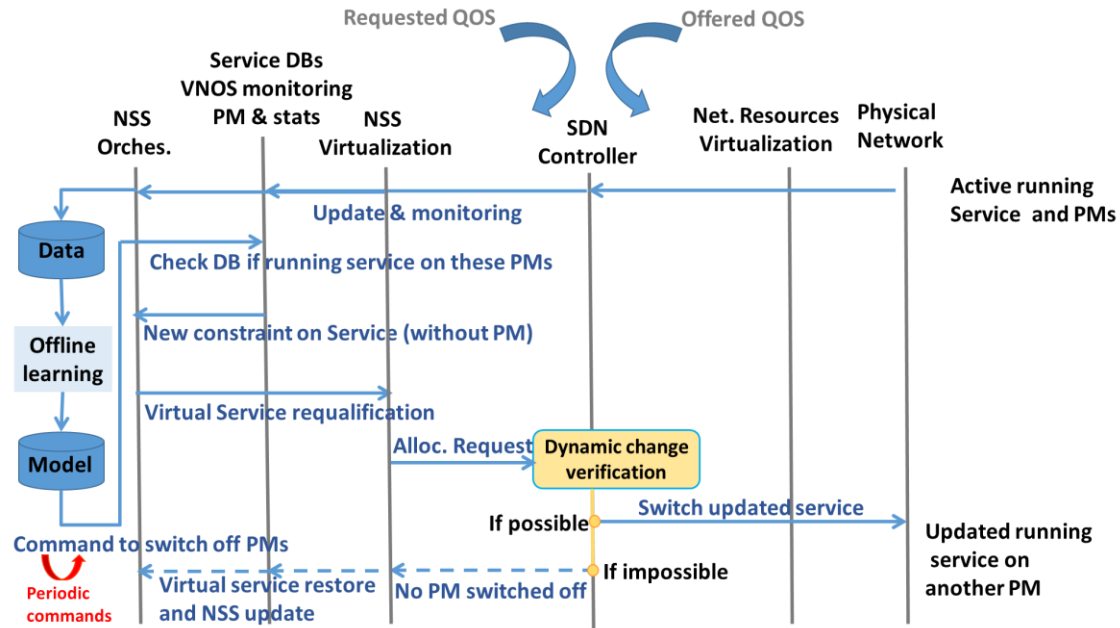 Requested QOS
Offered QOS
Service DBs
VNOS monitoring
PM & stats
NSS
Orches.
NSS
Virtualization
SDN
Controller
Net. Resources
Virtualization
Physical
Network
Active running
Service and PMs
Update & monitoring
Data
Check DB if running service on these PMs
New constraint on Service (without PM)
Offline
learning
Virtual Service requalification
Model
Alloc. Request
Dynamic change
verification
Switch updated service
If possible
Updated running
service on
another PM
Command to switch off PMs
If impossible
No PM switched off
Virtual service restore
and NSS update
Periodic
commands